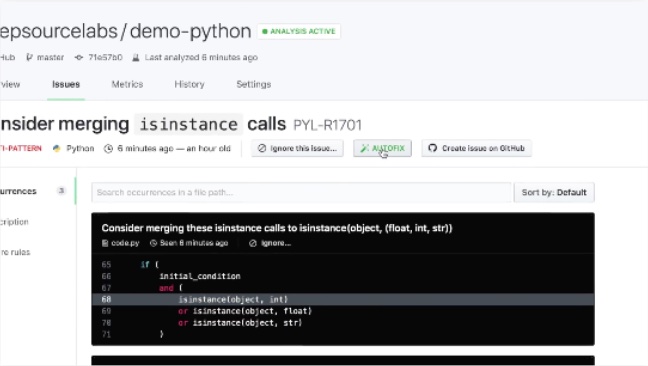 epsourcelabs/demo-python ANALYSIS ACTIVE
Hub master 71e57b0 Last analyzed 6 minutes ago
view Issues Metrics History Settings
nsider merging isinstance calls PYL-R1701
TI-PATTERN Python 6 minutes ago — an hour old Ignore this issue... AUTOFIX Create issue on GitHub
urrences 3 Search occurrences in a file path... Sort by: Default
cription
re rules
Consider merging these isinstance calls to isinstance(object, (float, int, str))
code.py Seen 6 minutes ago Ignore...
65 if (
66 initial_condition
67 and (
68 isinstance(object, int)
69 or isinstance(object, float)
70 or isinstance(object, str)
71 )